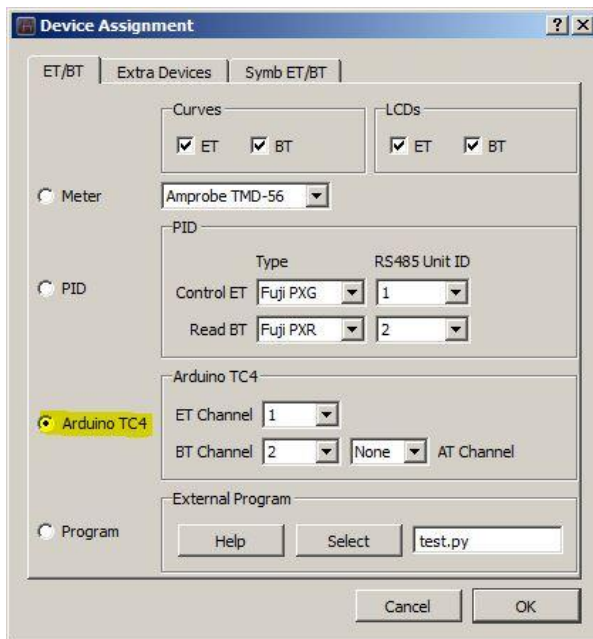 Device Assignment
ET/BT Extra Devices Symb ET/BT
Curves LCDs
ET BT ET BT
Meter Amprobe TMD-56
PID
Type RS485 Unit ID
PID Control ET Fuji PXG 1
Read BT Fuji PXR 2
Arduino TC4
ET Channel 1
Arduino TC4
BT Channel 2 None AT Channel
External Program
Program Help Select test.py
Cancel OK